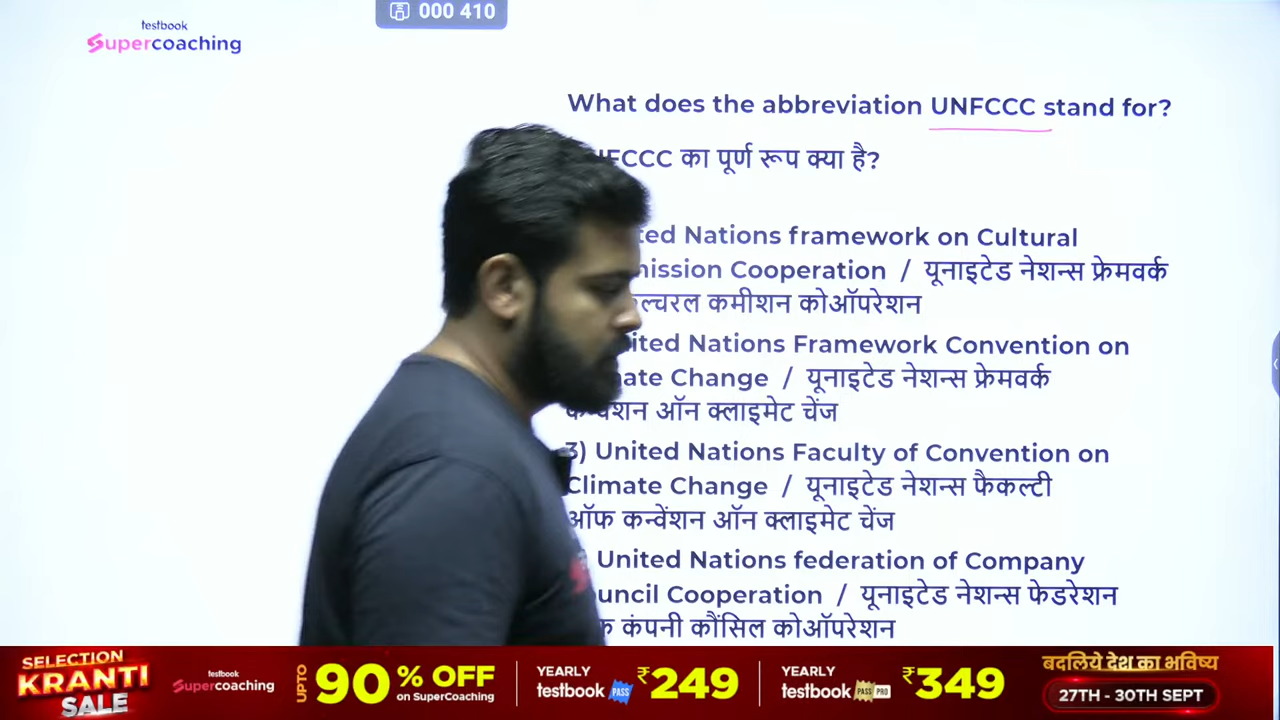 testbook
Supercoaching
000 410
What does the abbreviation UNFCCC stand for?
FCCC का पूर्ण रूप क्या है?
ted Nations framework on Cultural
mission Cooperation / यूनाइटेड नेशन्स फ्रेमवर्क
ल्चरल कमीशन कोऑपरेशन
ited Nations Framework Convention on
mate Change / यूनाइटेड नेशन्स फ्रेमवर्क
कन्वेंशन ऑन क्लाइमेट चेंज
3) United Nations Faculty of Convention on
Climate Change / यूनाइटेड नेशन्स फैकल्टी
ऑफ कन्वेंशन ऑन क्लाइमेट चेंज
United Nations federation of Company
uncil Cooperation / यूनाइटेड नेशन्स फेडरेशन
कंपनी कौंसिल कोऑपरेशन
SELECTION KRANTI SALE
testbook Supercoaching
UPTO 90% OFF on SuperCoaching
YEARLY testbook PASS ₹249
YEARLY testbook PASS PRO ₹349
बदलिये देश का भविष्य
27TH - 30TH SEPT